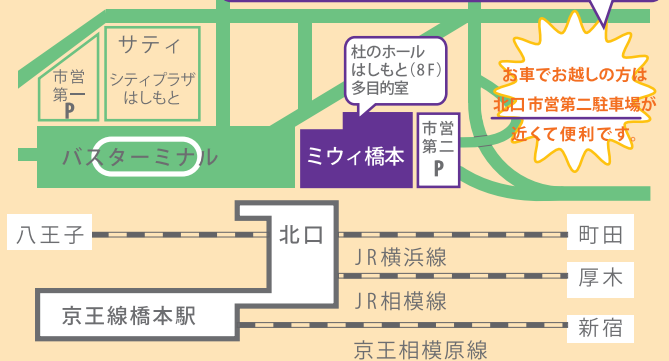 サティ
シティプラザ
はしもと
市営
第一
P
杜のホール
はしもと(8F)
多目的室
お車でお越しの方は
北口市営第二駐車場が
近くて便利です。
バスターミナル
ミウィ橋本
市営
第二
P
八王子
北口
町田
JR横浜線
厚木
JR相模線
京王線橋本駅
新宿
京王相模原線